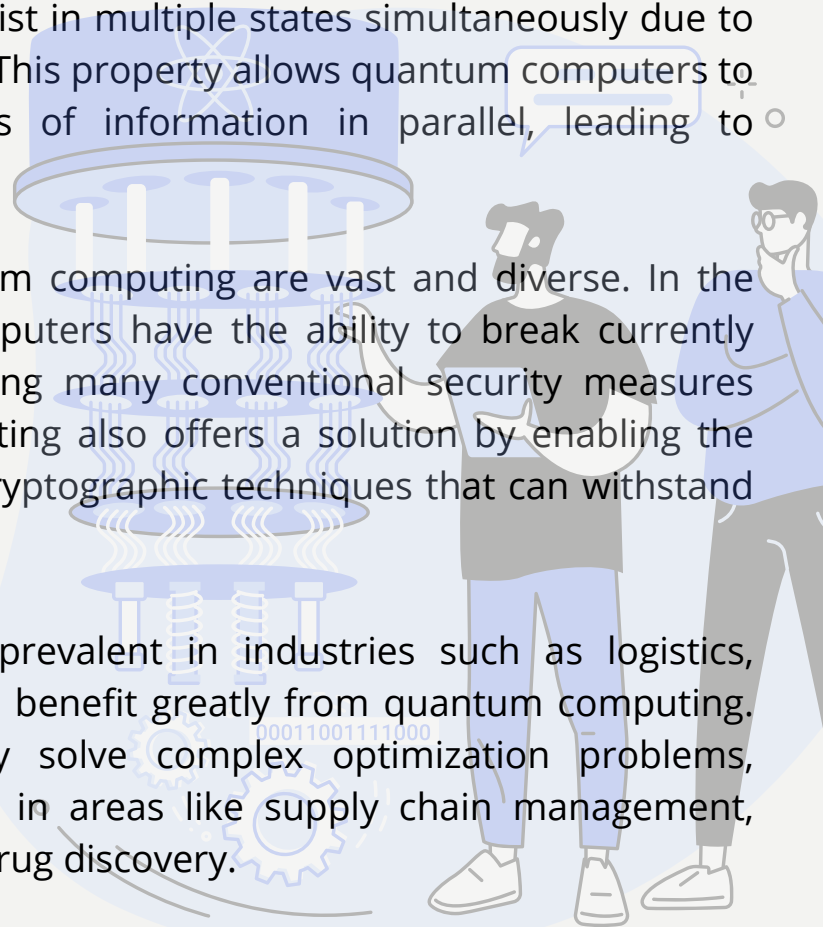 ist in multiple states simultaneously due to
This property allows quantum computers to
s of information in parallel, leading to
m computing are vast and diverse. In the
puters have the ability to break currently
ng many conventional security measures
ting also offers a solution by enabling the
ryptographic techniques that can withstand
prevalent in industries such as logistics,
benefit greatly from quantum computing.
00011001111000
y solve complex optimization problems,
in areas like supply chain management,
rug discovery.